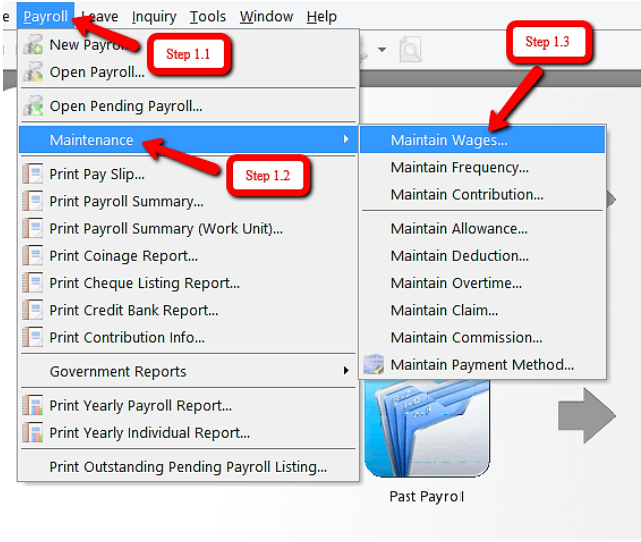 e Payroll Leave Inquiry Tools Window Help
New Payroll...
Step 1.1
Step 1.3
Open Payroll...
Open Pending Payroll...
Maintenance
Maintain Wages...
Maintain Frequency...
Print Pay Slip...
Step 1.2
Maintain Contribution...
Print Payroll Summary...
Print Payroll Summary (Work Unit)...
Maintain Allowance...
Print Coinage Report...
Maintain Deduction...
Print Cheque Listing Report...
Maintain Overtime...
Print Credit Bank Report...
Maintain Claim...
Print Contribution Info...
Maintain Commission...
Government Reports
Maintain Payment Method...
Print Yearly Payroll Report...
Print Yearly Individual Report...
Print Outstanding Pending Payroll Listing...
Past Payroll